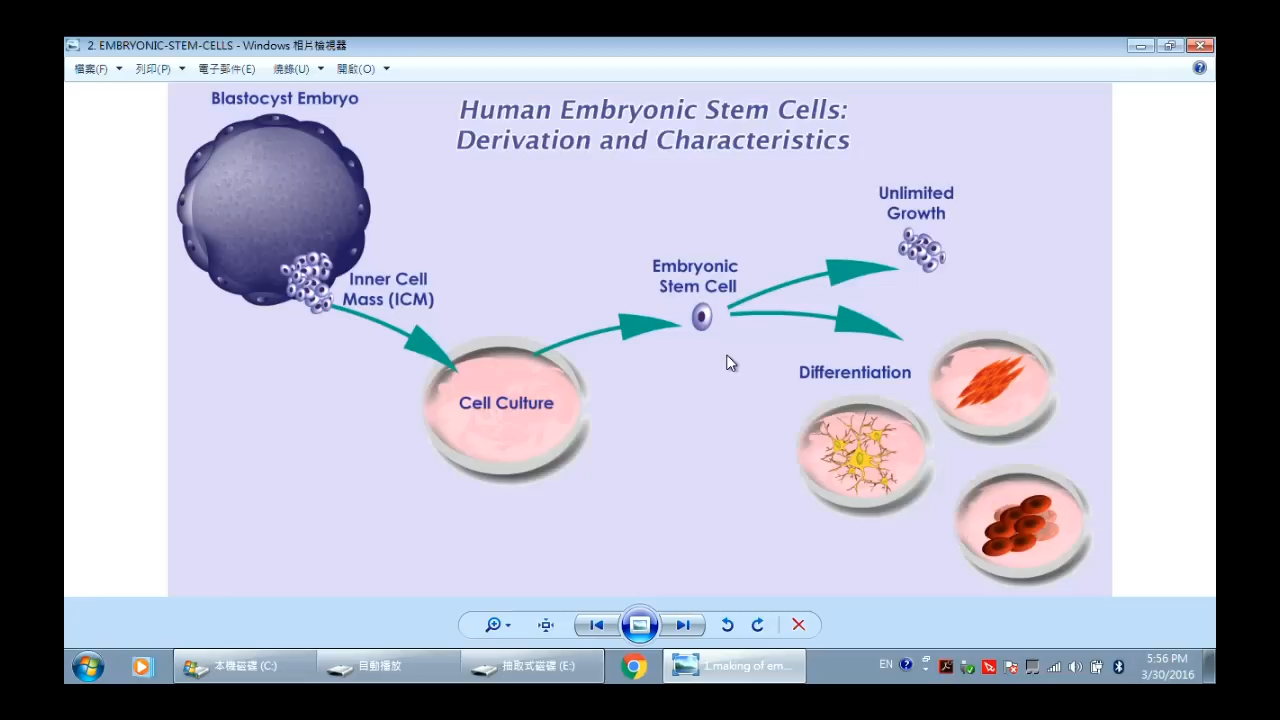 2. EMBRYONIC-STEM-CELLS - Windows 相片檢視器
檔案(F) 列印(P) 電子郵件(E) 燒錄(U) 開啟(O)
Blastocyst Embryo
Human Embryonic Stem Cells:
Derivation and Characteristics
Unlimited
Growth
Inner Cell
Mass (ICM)
Embryonic
Stem Cell
Cell Culture
Differentiation
本機磁碟 (C:)
自動播放
抽取式磁碟 (E:)
1.making of em...
EN
5:56 PM
3/30/2016